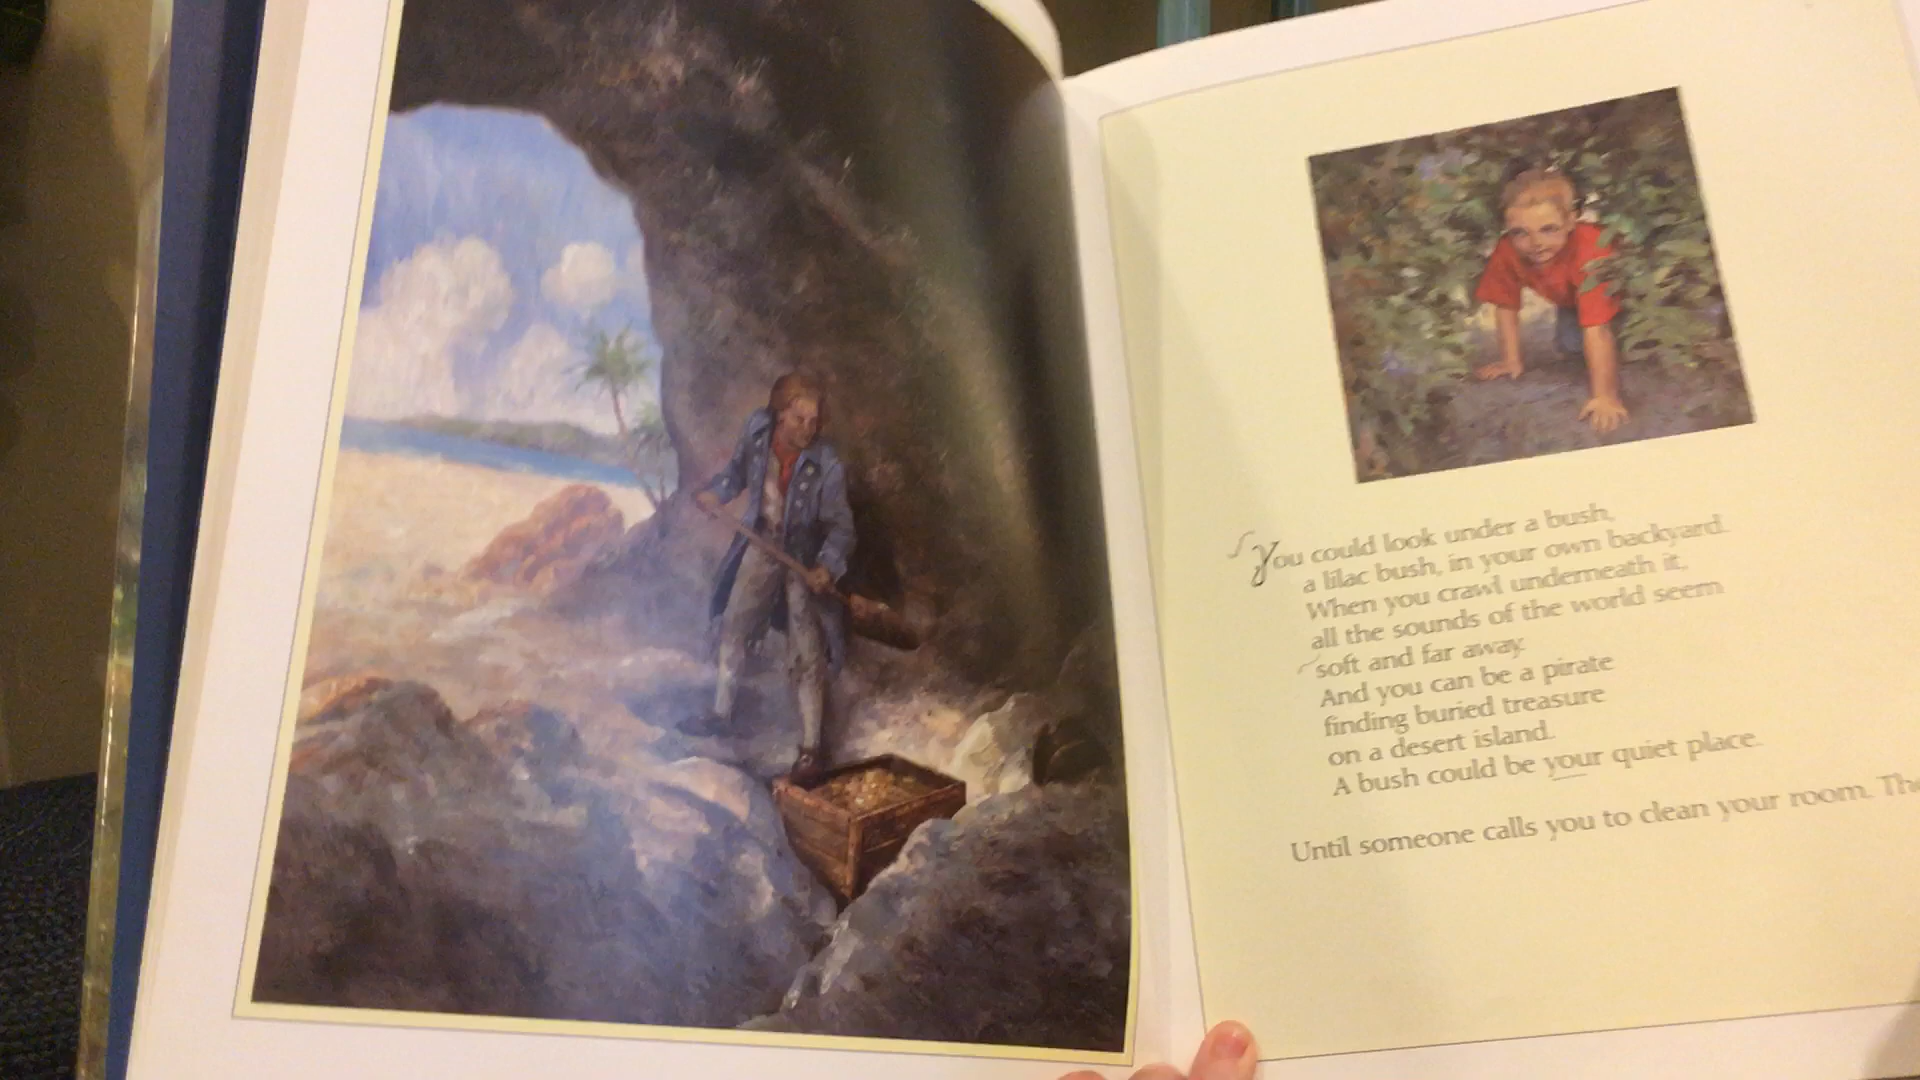 You could look under a bush,
a lilac bush, in your own backyard.
When you crawl underneath it,
all the sounds of the world seem
soft and far away.
And you can be a pirate
finding buried treasure
on a desert island.
A bush could be your quiet place.
Until someone calls you to clean your room.